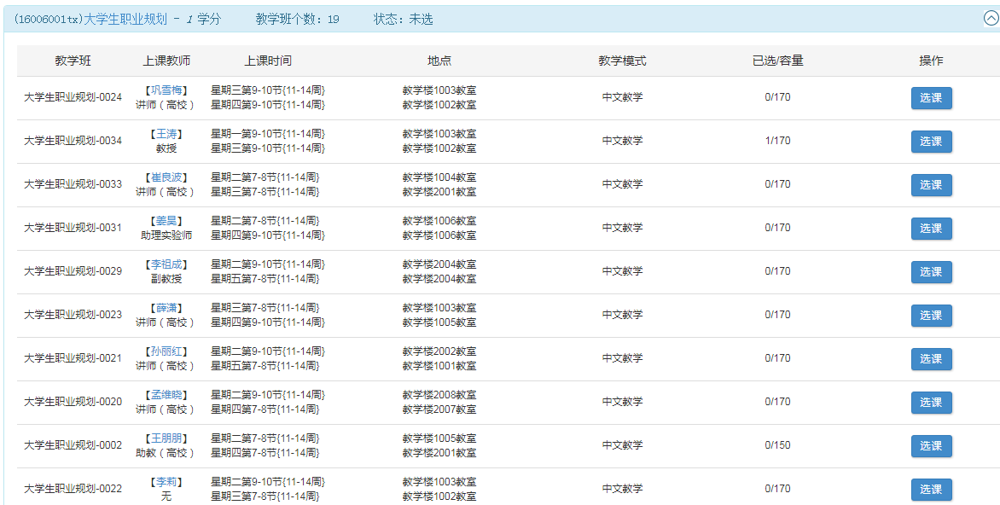 (16006001tx)大学生职业规划 - 1 学分 教学班个数：19 状态：未选
教学班 上课教师 上课时间 地点 教学模式 已选/容量 操作
大学生职业规划-0024 【巩雪梅】 讲师（高校） 星期三第9-10节{11-14周} 教学楼1003教室 中文教学 0/170 选课
星期四第9-10节{11-14周} 教学楼1002教室
大学生职业规划-0034 【王涛】 教授 星期一第9-10节{11-14周} 教学楼1003教室 中文教学 1/170 选课
星期三第9-10节{11-14周} 教学楼1002教室
大学生职业规划-0033 【崔良波】 讲师（高校） 星期二第7-8节{11-14周} 教学楼1004教室 中文教学 0/170 选课
星期三第7-8节{11-14周} 教学楼2001教室
大学生职业规划-0031 【姜昊】 助理实验师 星期二第7-8节{11-14周} 教学楼1006教室 中文教学 0/170 选课
星期四第9-10节{11-14周} 教学楼1006教室
大学生职业规划-0029 【李祖成】 副教授 星期二第9-10节{11-14周} 教学楼2004教室 中文教学 0/170 选课
星期五第7-8节{11-14周} 教学楼2004教室
大学生职业规划-0023 【薛潇】 讲师（高校） 星期三第7-8节{11-14周} 教学楼1003教室 中文教学 0/170 选课
星期四第9-10节{11-14周} 教学楼1005教室
大学生职业规划-0021 【孙丽红】 讲师（高校） 星期二第9-10节{11-14周} 教学楼2002教室 中文教学 0/170 选课
星期五第7-8节{11-14周} 教学楼1001教室
大学生职业规划-0020 【孟维晓】 讲师（高校） 星期二第9-10节{11-14周} 教学楼2008教室 中文教学 0/170 选课
星期四第7-8节{11-14周} 教学楼2007教室
大学生职业规划-0002 【王朋朋】 助教（高校） 星期二第7-8节{11-14周} 教学楼1005教室 中文教学 0/150 选课
星期四第7-8节{11-14周} 教学楼2001教室
大学生职业规划-0022 【李莉】 无 星期二第9-10节{11-14周} 教学楼1003教室 中文教学 0/170 选课
星期三第7-8节{11-14周} 教学楼1002教室